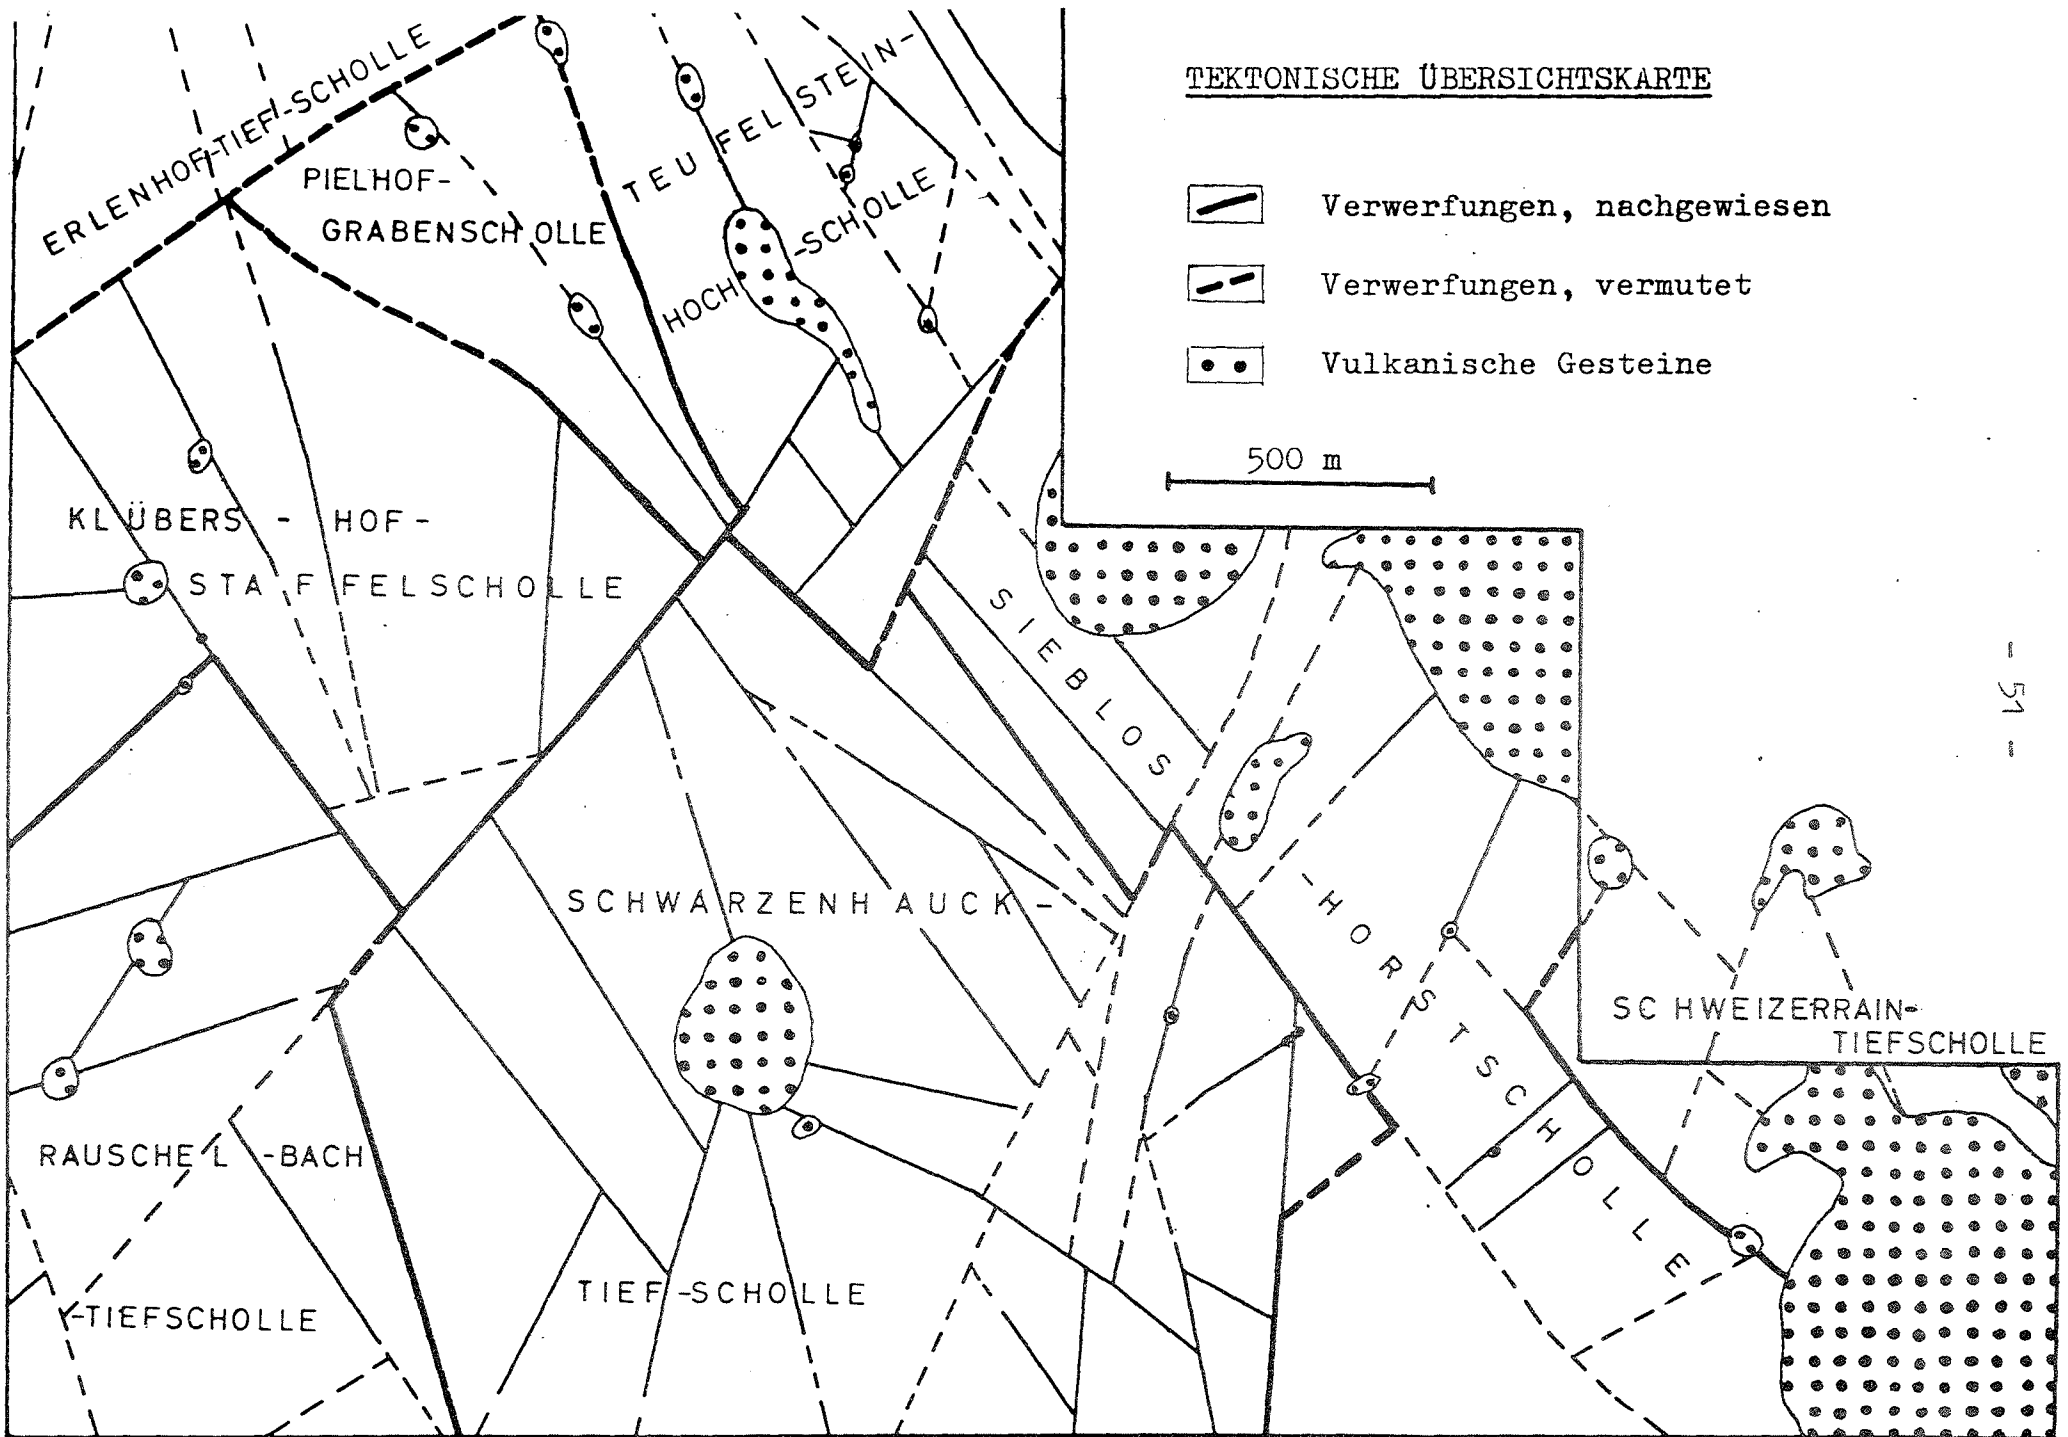 TEKTONISCHE ÜBERSICHTSKARTE
Verwerfungen, nachgewiesen
Verwerfungen, vermutet
Vulkanische Gesteine
500 m
ERLENHOF-TIEF-SCHOLLE
PIELHOF-
GRABENSCHOLLE
TEUFELSTEIN-
HOCH-SCHOLLE
KLÜBERS-HOF-
STAFFELSCHOLLE
SIEBLOS
-HORSTSCHOLLE
SCHWARZENHAUCK-
TIEF-SCHOLLE
SCHWEIZERRAIN-
TIEFSCHOLLE
RAUSCHEL-BACH
-TIEFSCHOLLE
- 51 -